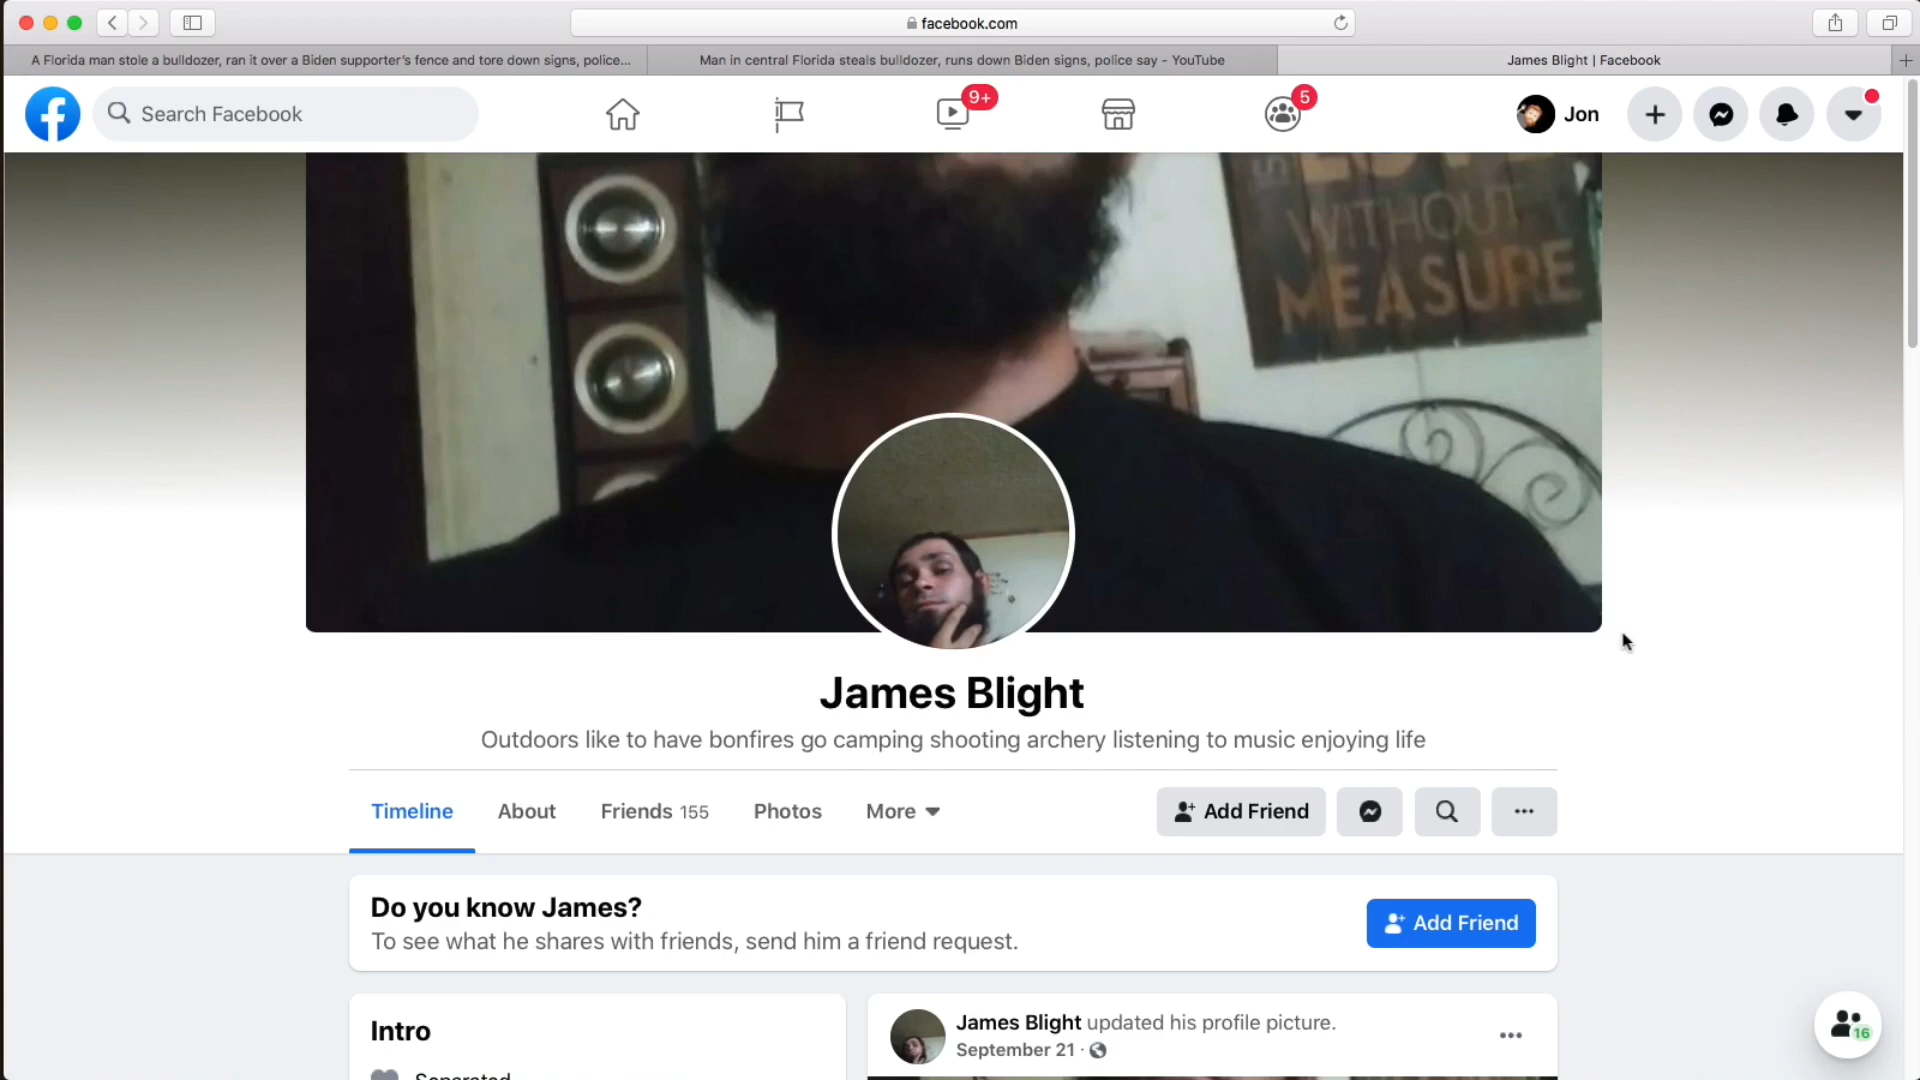 facebook.com
A Florida man stole a bulldozer, ran it over a Biden supporter's fence and tore down signs, police...
Man in central Florida steals bulldozer, runs down Biden signs, police say - YouTube
James Blight | Facebook
Search Facebook
9+
5
Jon
WITHOUT
MEASURE
James Blight
Outdoors like to have bonfires go camping shooting archery listening to music enjoying life
Timeline
About
Friends 155
Photos
More
Add Friend
Do you know James?
To see what he shares with friends, send him a friend request.
Add Friend
Intro
Separated
James Blight updated his profile picture.
September 21 ·
16